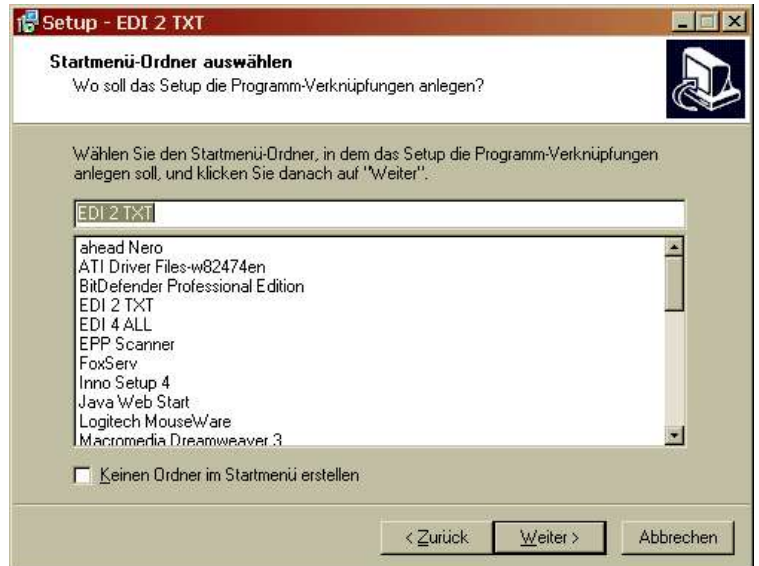 Setup - EDI 2 TXT
Startmenü-Ordner auswählen
Wo soll das Setup die Programm-Verknüpfungen anlegen?
Wählen Sie den Startmenü-Ordner, in dem das Setup die Programm-Verknüpfungen
anlegen soll, und klicken Sie danach auf "Weiter".
EDI 2 TXT
ahead Nero
ATI Driver Files-w82474en
BitDefender Professional Edition
EDI 2 TXT
EDI 4 ALL
EPP Scanner
FoxServ
Inno Setup 4
Java Web Start
Logitech MouseWare
Macromedia Dreamweaver 3
Keinen Ordner im Startmenü erstellen
< Zurück
Weiter >
Abbrechen